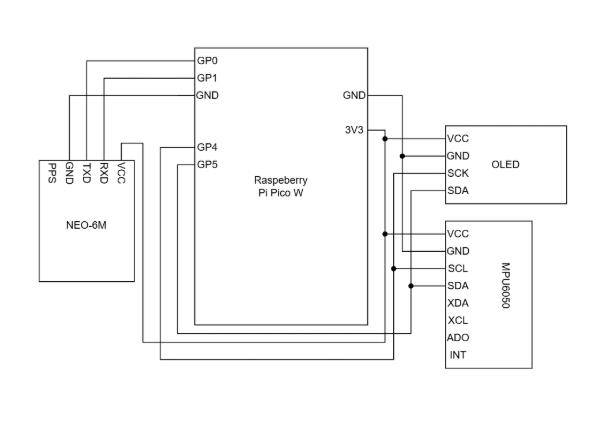 GP0
GP1
GND
GP4
GP5
GND
3V3
Raspeberry
Pi Pico W
PPS
GND
TXD
RXD
VCC
NEO-6M
VCC
GND
SCK
SDA
OLED
VCC
GND
SCL
SDA
XDA
XCL
ADO
INT
MPU6050